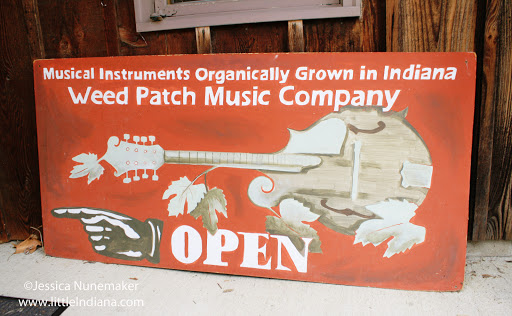 Musical Instruments Organically Grown in Indiana
Weed Patch Music Company
OPEN
©Jessica Nunemaker
www.littleIndiana.com